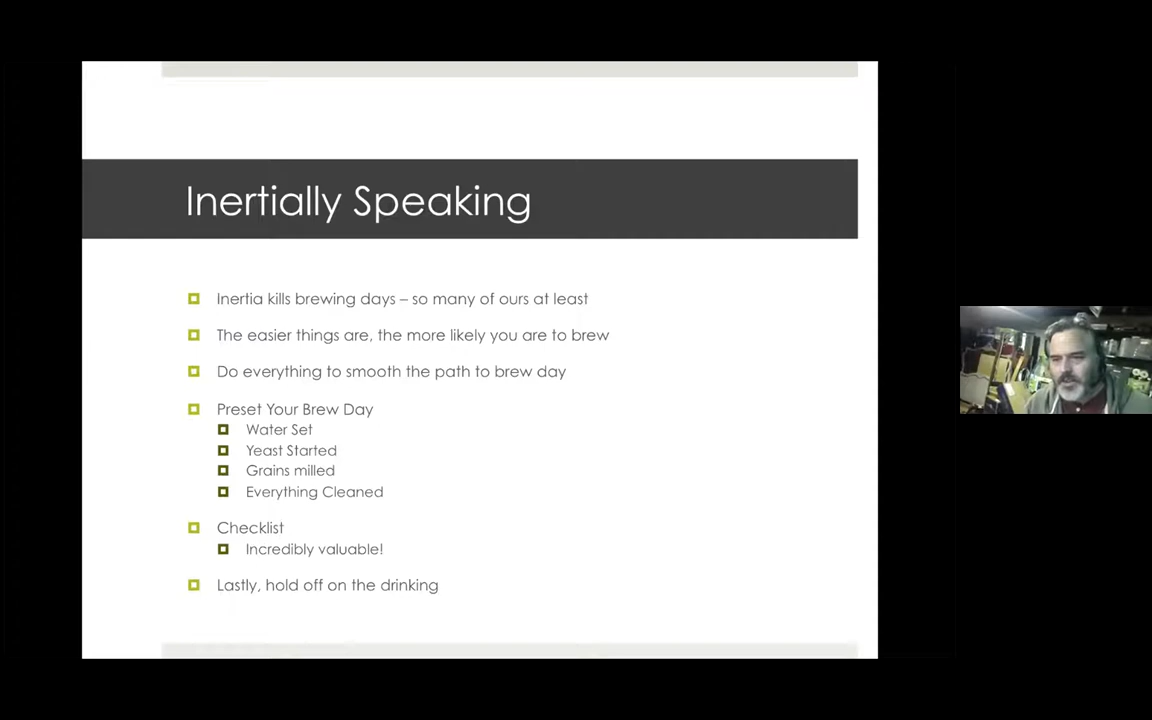 Inertially Speaking
Inertia kills brewing days – so many of ours at least
The easier things are, the more likely you are to brew
Do everything to smooth the path to brew day
Preset Your Brew Day
Water Set
Yeast Started
Grains milled
Everything Cleaned
Checklist
Incredibly valuable!
Lastly, hold off on the drinking